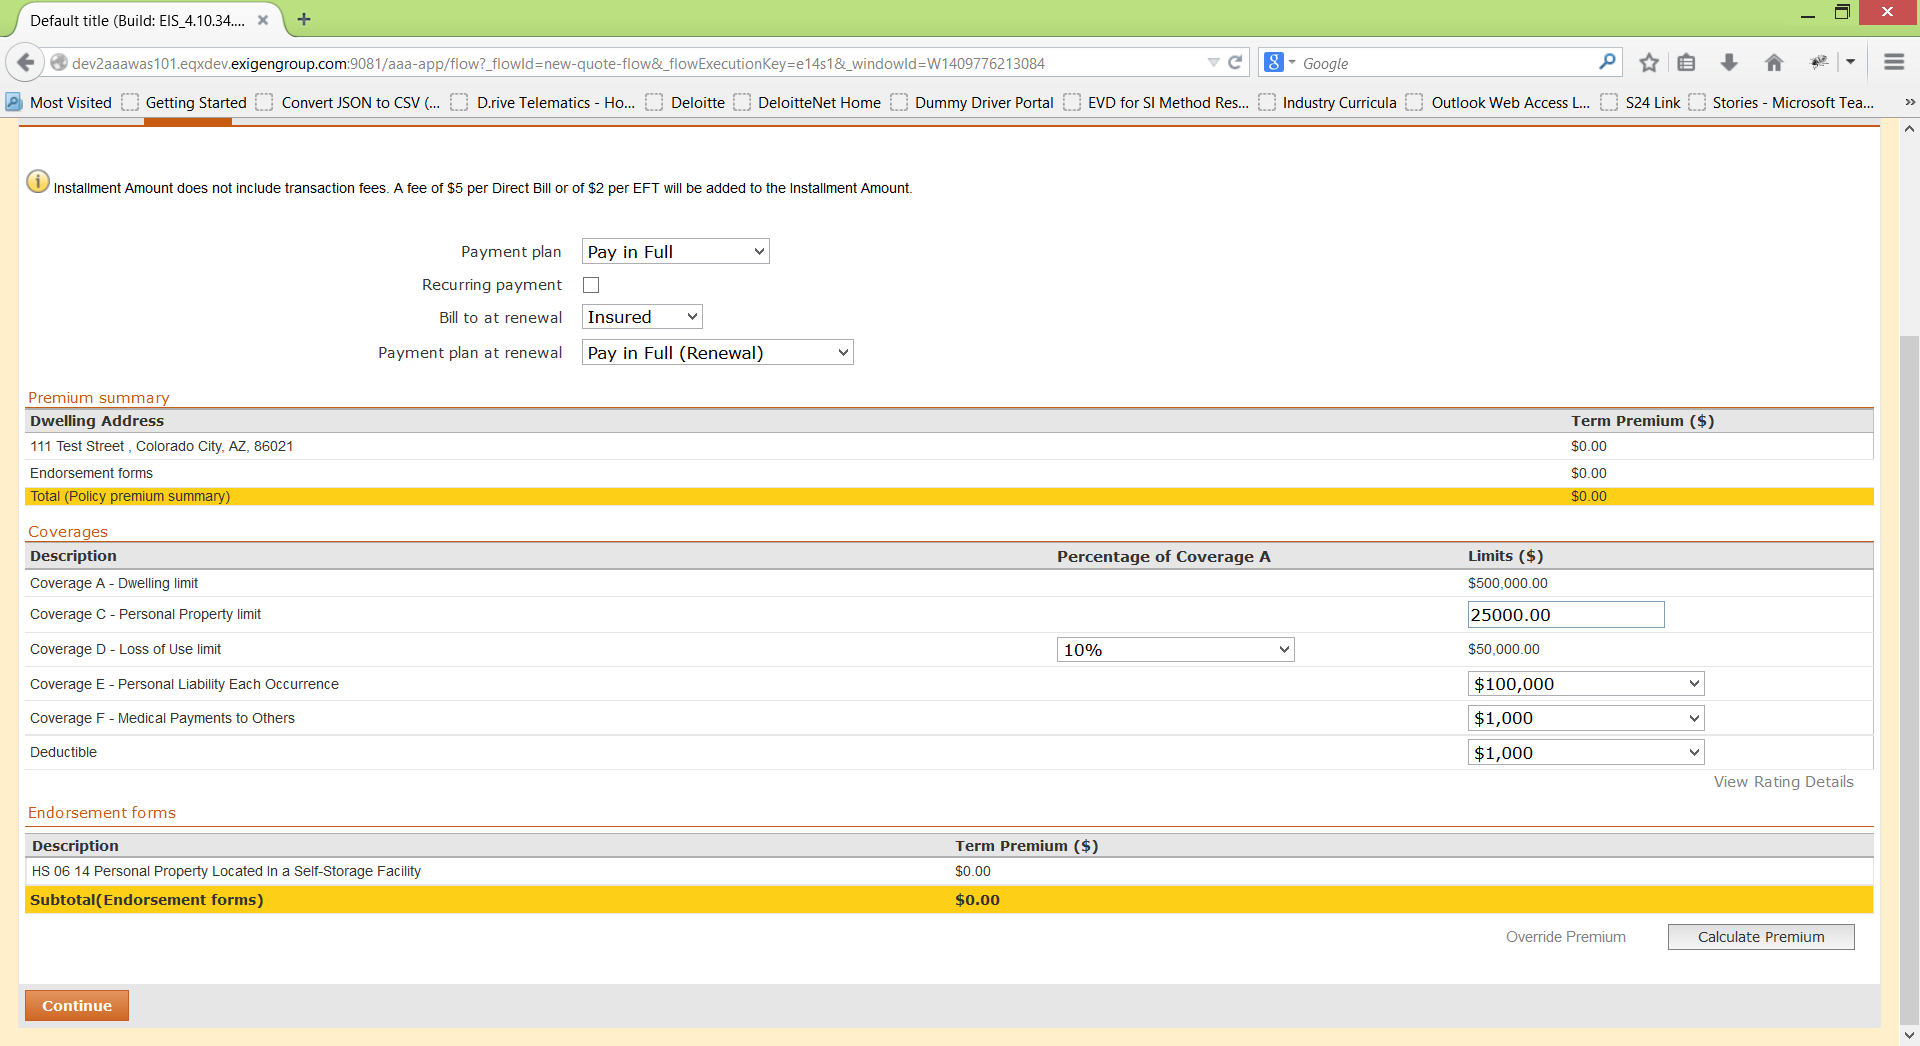 Default title (Build: EIS_4.10.34....
dev2aaawas101.eqxdev.exigengroup.com:9081/aaa-app/flow?_flowId=new-quote-flow&_flowExecutionKey=e14s1&_windowId=W1409776213084
8 Google
Most Visited Getting Started Convert JSON to CSV (... D.rive Telematics - Ho... Deloitte DeloitteNet Home Dummy Driver Portal EVD for SI Method Res... Industry Curricula Outlook Web Access L... S24 Link Stories - Microsoft Tea... »
Installment Amount does not include transaction fees. A fee of $5 per Direct Bill or of $2 per EFT will be added to the Installment Amount.
Payment plan Pay in Full
Recurring payment
Bill to at renewal Insured
Payment plan at renewal Pay in Full (Renewal)
Premium summary
Dwelling Address Term Premium ($)
111 Test Street , Colorado City, AZ, 86021 $0.00
Endorsement forms $0.00
Total (Policy premium summary) $0.00
Coverages
Description Percentage of Coverage A Limits ($)
Coverage A - Dwelling limit $500,000.00
Coverage C - Personal Property limit 25000.00
Coverage D - Loss of Use limit 10% $50,000.00
Coverage E - Personal Liability Each Occurrence $100,000
Coverage F - Medical Payments to Others $1,000
Deductible $1,000
View Rating Details
Endorsement forms
Description Term Premium ($)
HS 06 14 Personal Property Located In a Self-Storage Facility $0.00
Subtotal(Endorsement forms) $0.00
Override Premium Calculate Premium
Continue